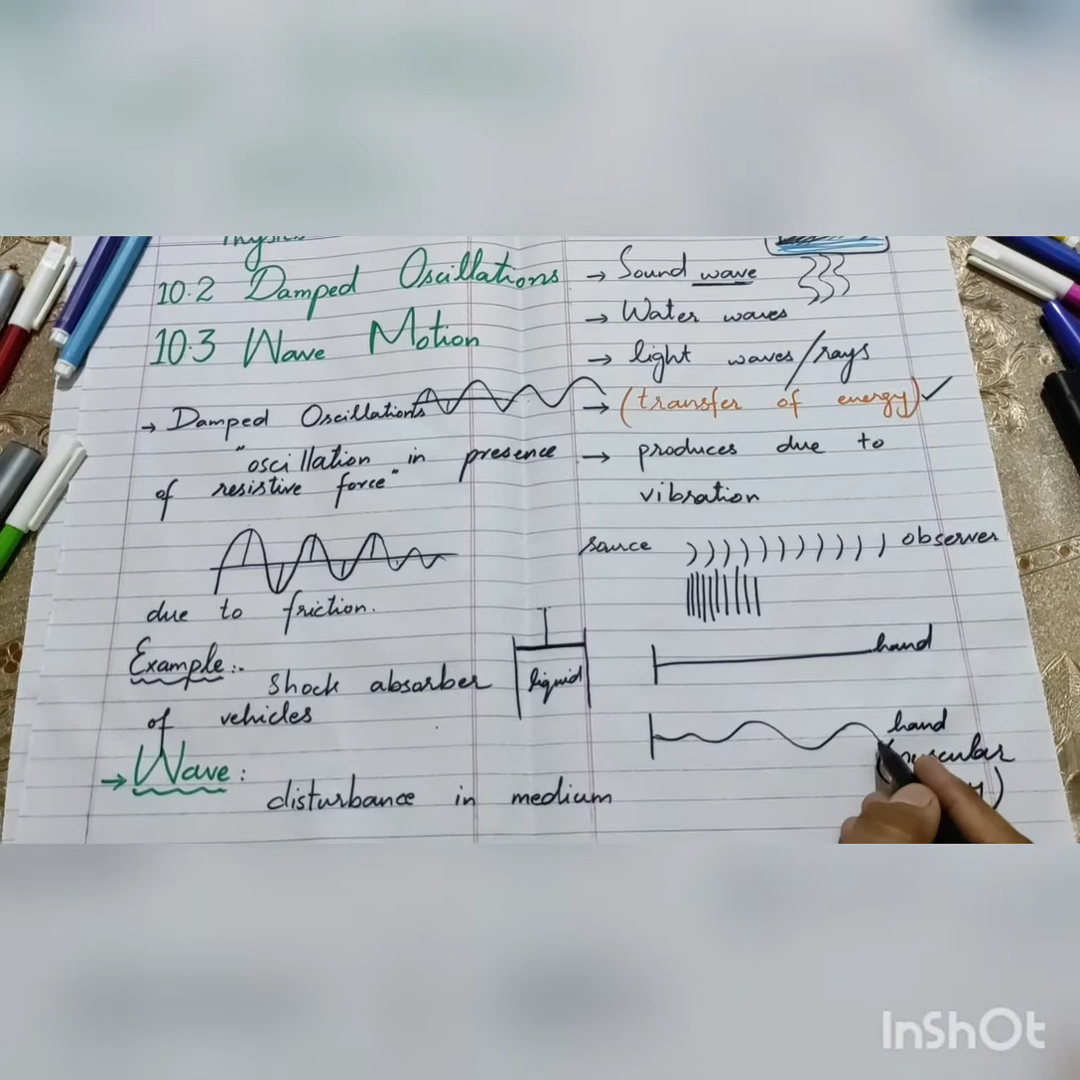 Physics
10.2 Damped Oscillations
10.3 Wave Motion
→ Damped Oscillations
"oscillation in presence
of resistive force"
due to friction.
Example:-
Shock absorber
of vehicles
liquid
→ Wave:
disturbance in medium
→ Sound wave
→ Water waves
→ light waves/rays
→ (transfer of energy) ✓
→ produces due to
vibration
source observer
hand
hand
InShOt